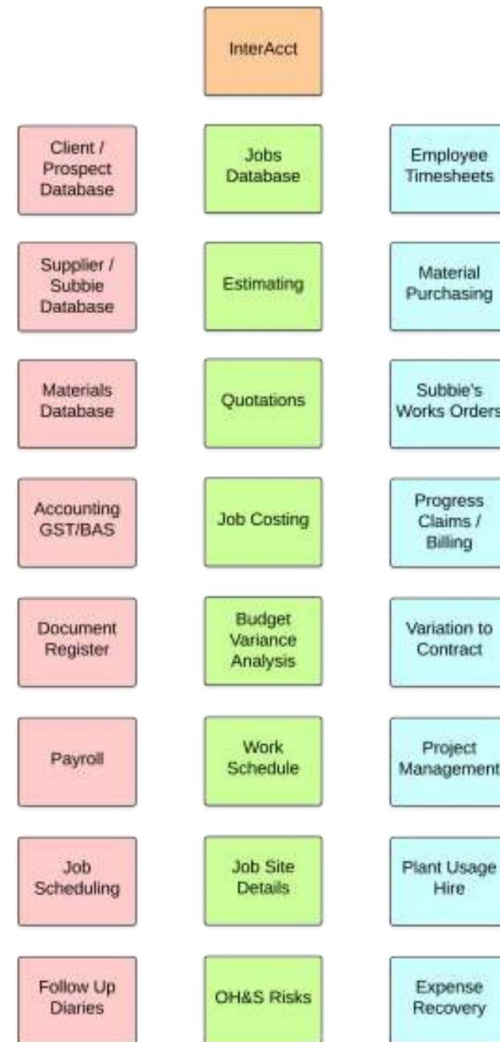 InterAcct
Client /
Prospect
Database
Jobs
Database
Employee
Timesheets
Supplier /
Subbie
Database
Estimating
Material
Purchasing
Materials
Database
Quotations
Subbie's
Works Orders
Accounting
GST/BAS
Job Costing
Progress
Claims /
Billing
Document
Register
Budget
Variance
Analysis
Variation to
Contract
Payroll
Work
Schedule
Project
Management
Job
Scheduling
Job Site
Details
Plant Usage
Hire
Follow Up
Diaries
OH&S Risks
Expense
Recovery